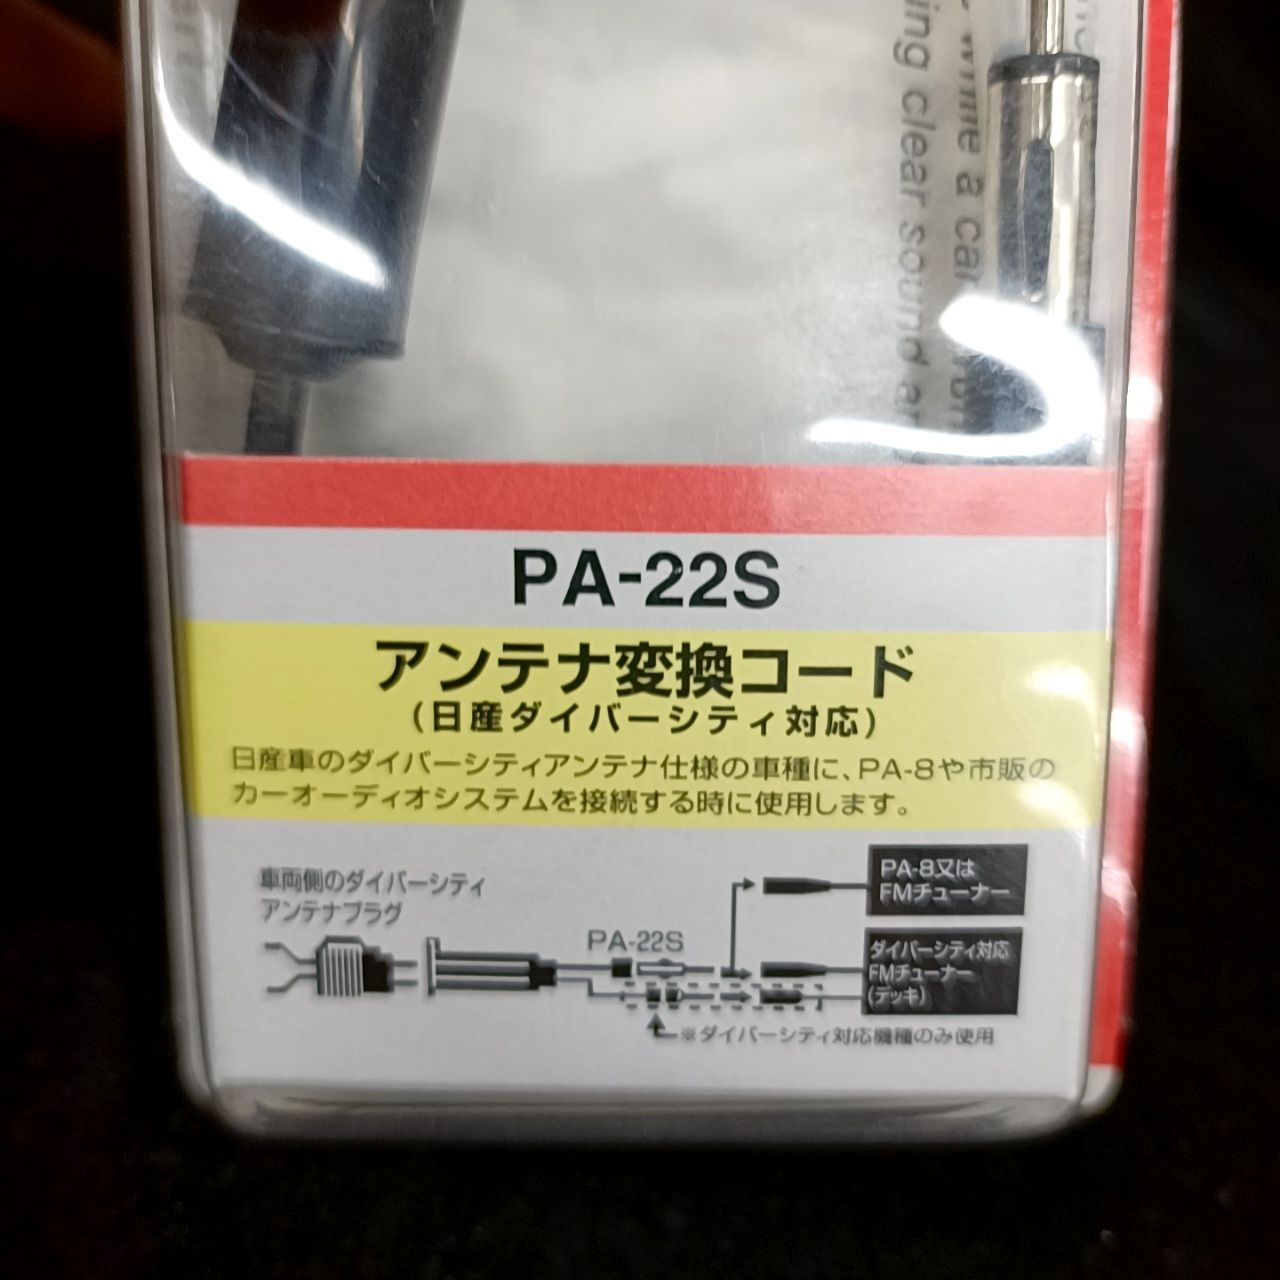 ing clear sound
while a car
PA-22S
アンテナ変換コード
(日産ダイバーシティ対応)
日産車のダイバーシティアンテナ仕様の車種に、PA-8や市販の
カーオーディオシステムを接続する時に使用します。
車両側のダイバーシティ
アンテナプラグ
PA-22S
PA-8又は
FMチューナー
ダイバーシティ対応
FMチューナー
(デッキ)
※ダイバーシティ対応機種のみ使用